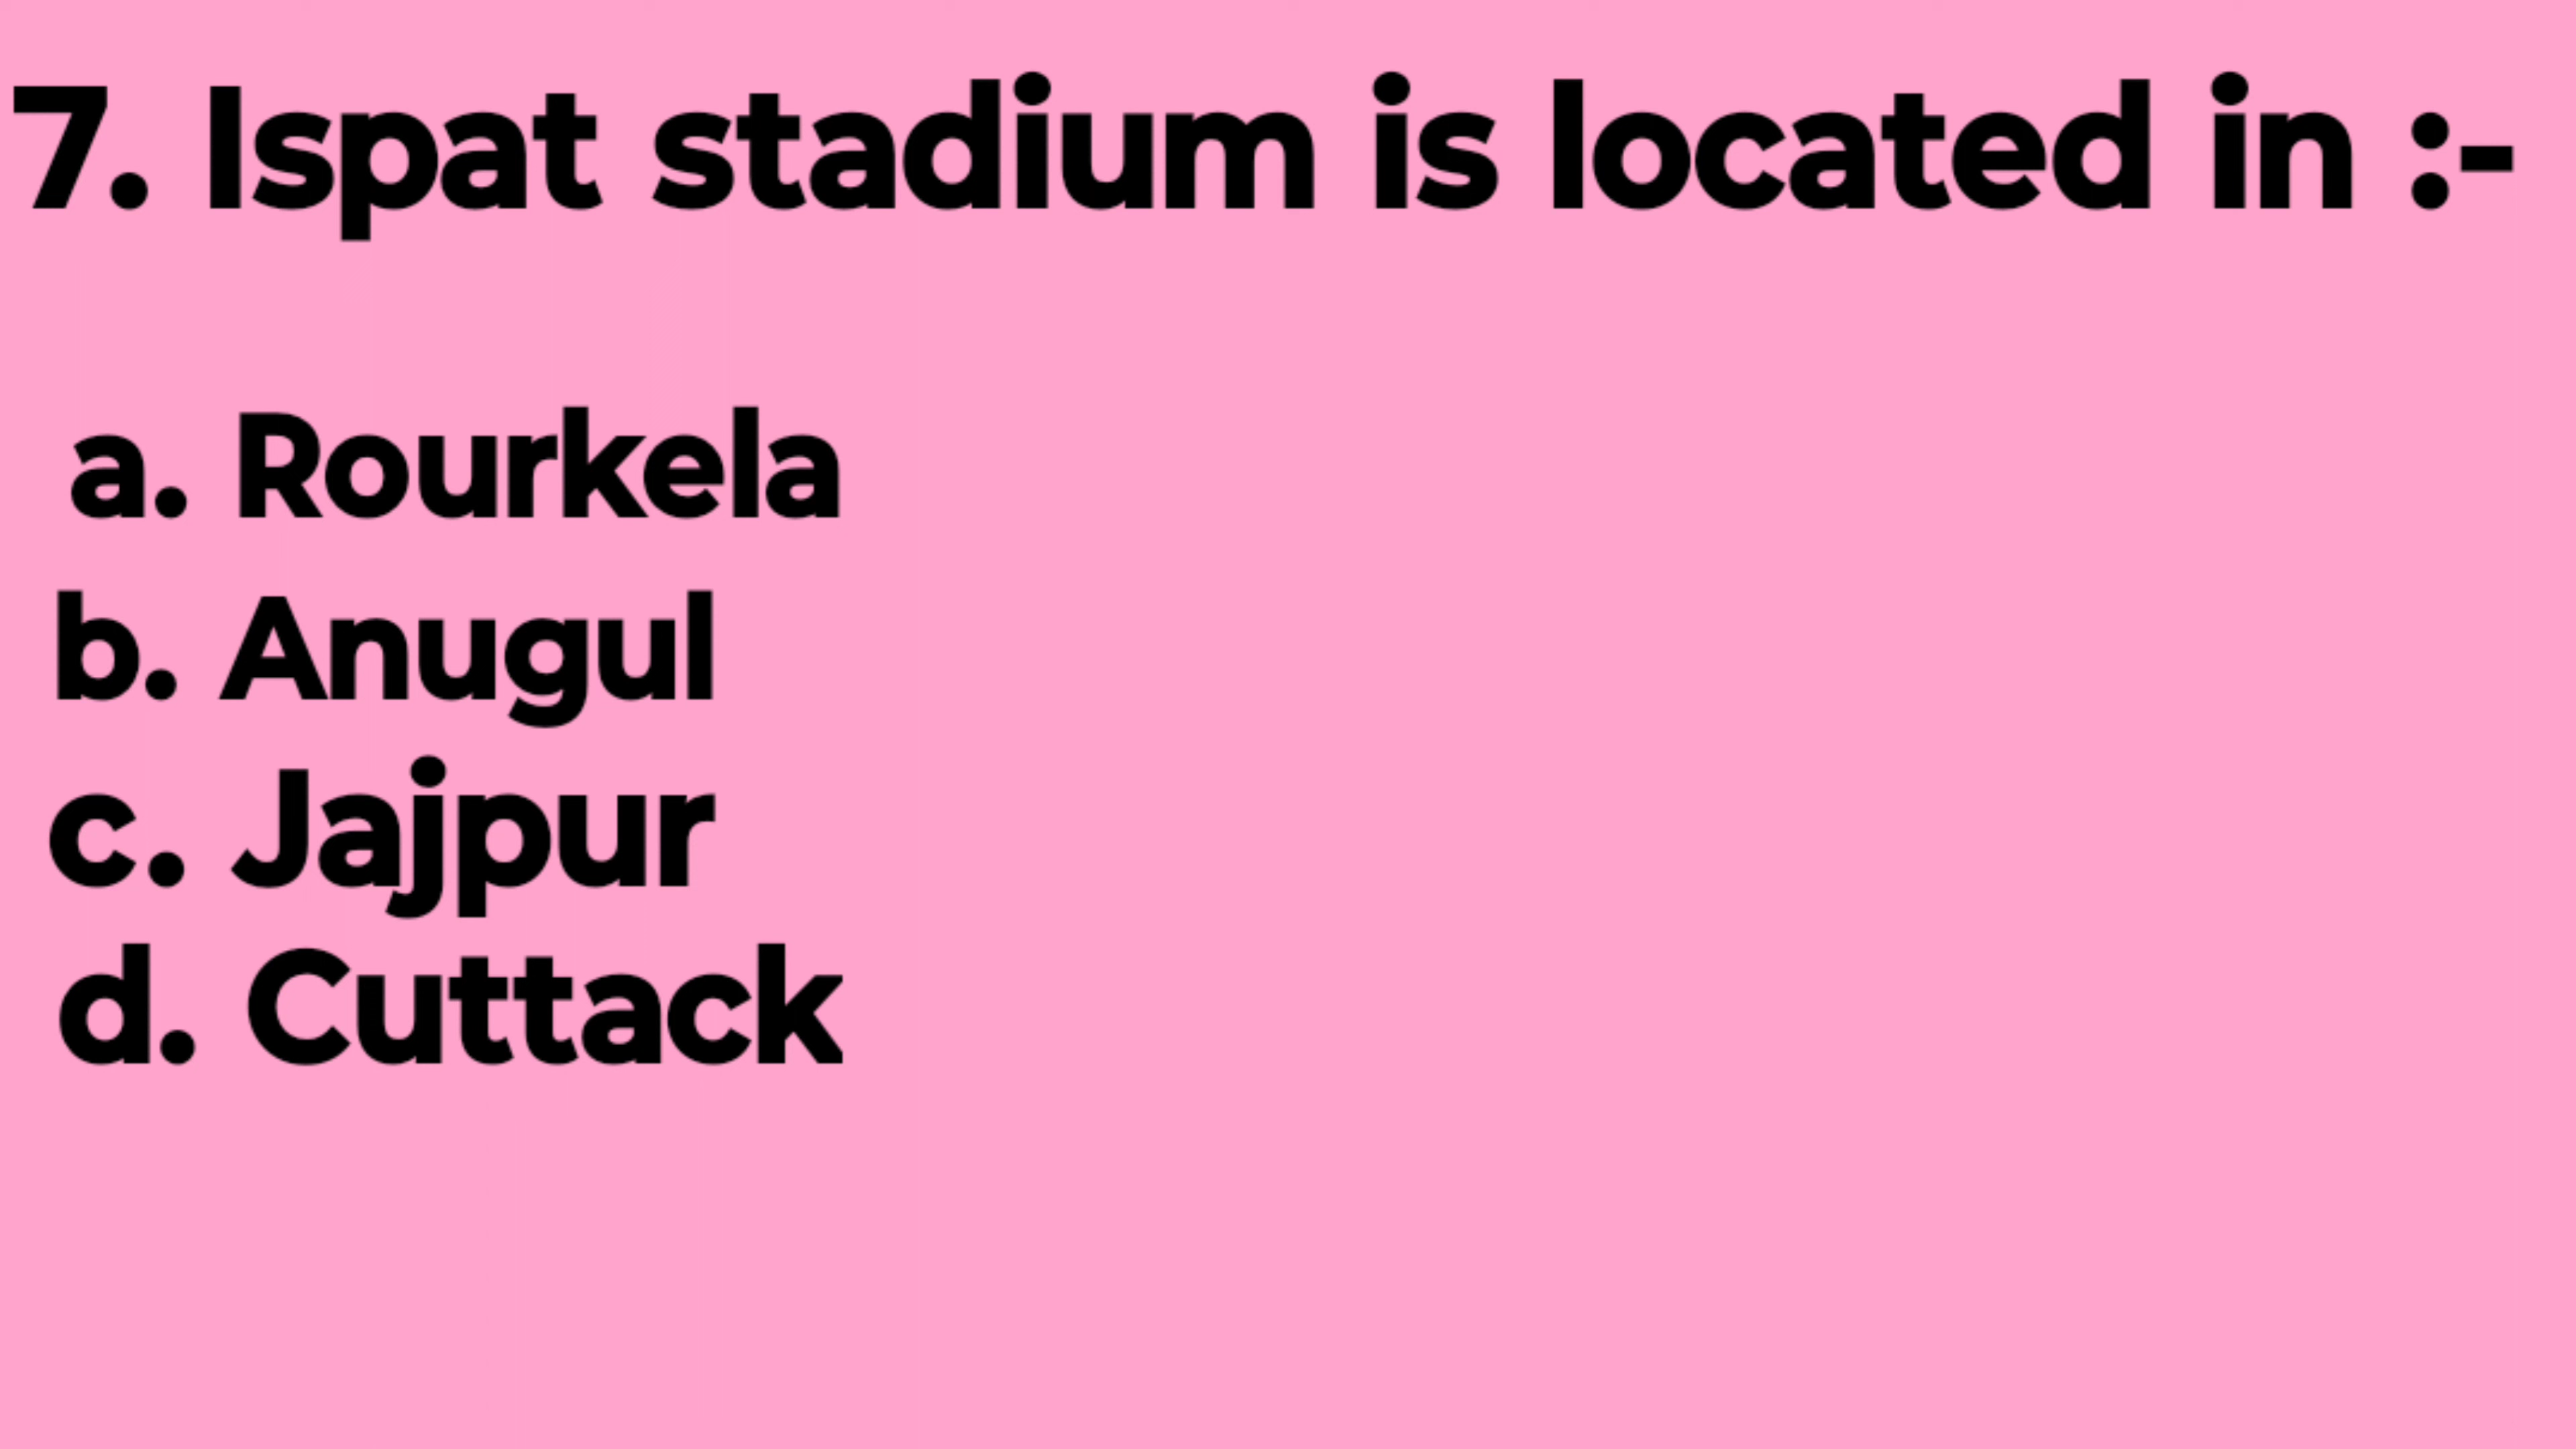 7. Ispat stadium is located in :-
a. Rourkela
b. Anugul
c. Jajpur
d. Cuttack